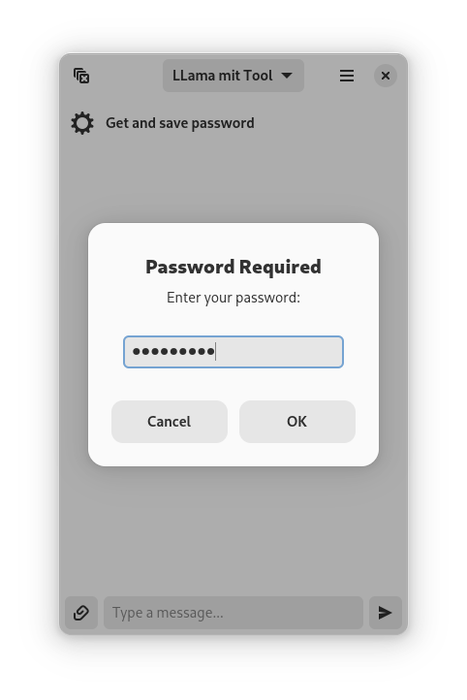 LLama mit Tool
Get and save password
Password Required
Enter your password:
●●●●●●●●●
Cancel OK
Type a message...